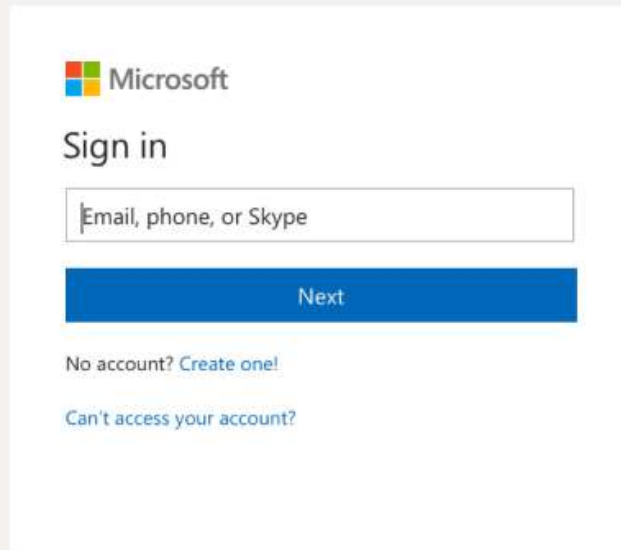 Microsoft
Sign in
Email, phone, or Skype
Next
No account? Create one!
Can't access your account?